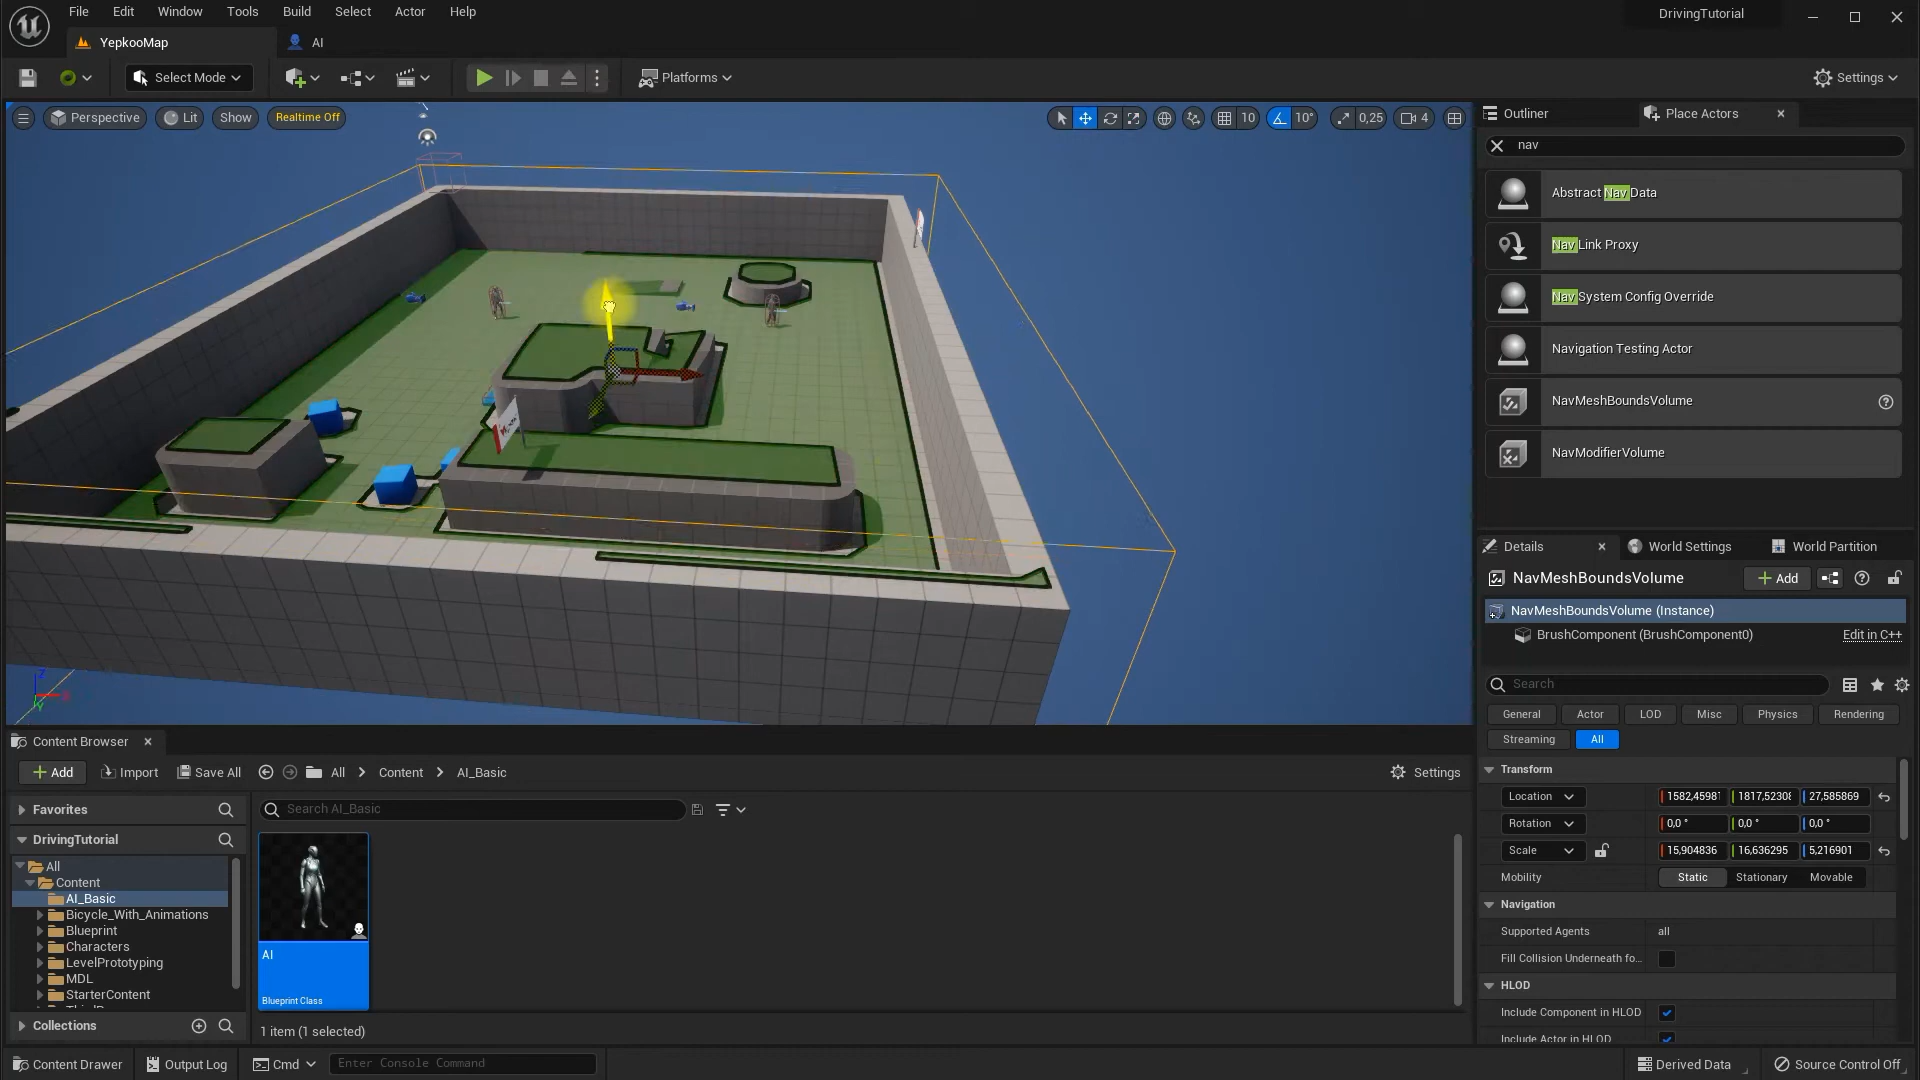 File Edit Window Tools Build Select Actor Help
DrivingTutorial
YepkooMap
AI
Select Mode
Platforms
Settings
Perspective
Lit
Show
Realtime Off
10
10°
0,25
4
Outliner
Place Actors
nav
Abstract Nav Data
Nav Link Proxy
Nav System Config Override
Navigation Testing Actor
NavMeshBoundsVolume
NavModifierVolume
Details
World Settings
World Partition
NavMeshBoundsVolume
Add
NavMeshBoundsVolume (Instance)
BrushComponent (BrushComponent0)
Edit in C++
Search
General
Actor
LOD
Misc
Physics
Rendering
Streaming
All
Transform
Location
1582,45981
1817,52308
27,585869
Rotation
0,0 °
0,0 °
0,0 °
Scale
15,904836
16,636295
5,216901
Mobility
Static
Stationary
Movable
Navigation
Supported Agents
all
Fill Collision Underneath fo...
HLOD
Include Component in HLOD
Include Actor in HLOD
Z
X
Y
Content Browser
Add
Import
Save All
All
Content
AI_Basic
Settings
Favorites
DrivingTutorial
All
Content
AI_Basic
Bicycle_With_Animations
Blueprint
Characters
LevelPrototyping
MDL
StarterContent
Collections
Search AI_Basic
AI
Blueprint Class
1 item (1 selected)
Content Drawer
Output Log
Cmd
Enter Console Command
Derived Data
Source Control Off